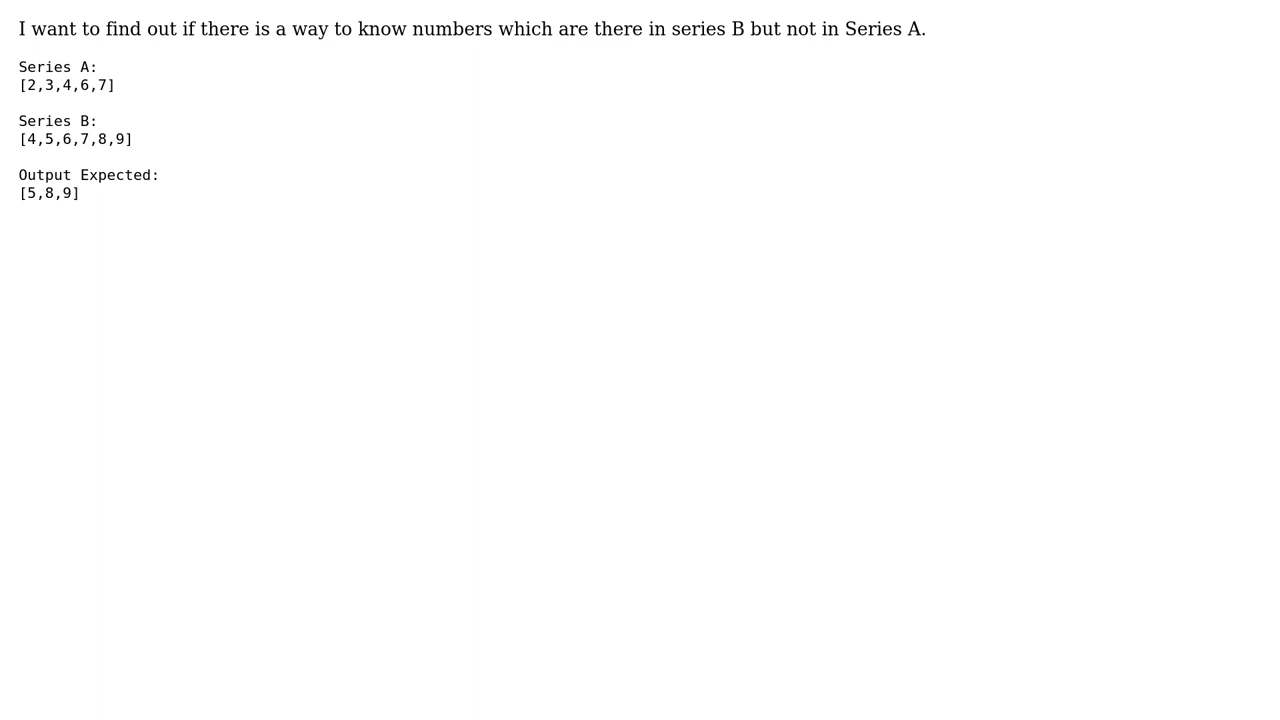 I want to find out if there is a way to know numbers which are there in series B but not in Series A.
Series A:
[2,3,4,6,7]
Series B:
[4,5,6,7,8,9]
Output Expected:
[5,8,9]